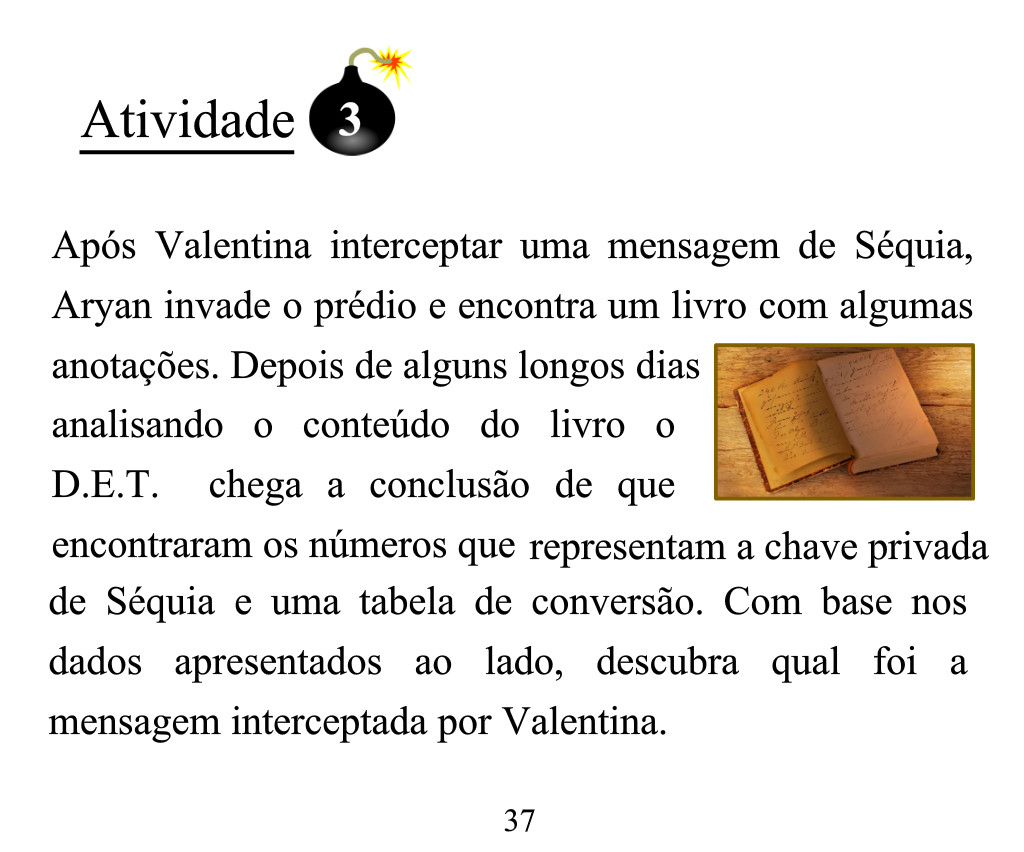 Atividade 3
Após Valentina interceptar uma mensagem de Séquia,
Aryan invade o prédio e encontra um livro com algumas
anotações. Depois de alguns longos dias
analisando o conteúdo do livro o
D.E.T. chega a conclusão de que
encontraram os números que representam a chave privada
de Séquia e uma tabela de conversão. Com base nos
dados apresentados ao lado, descubra qual foi a
mensagem interceptada por Valentina.
37